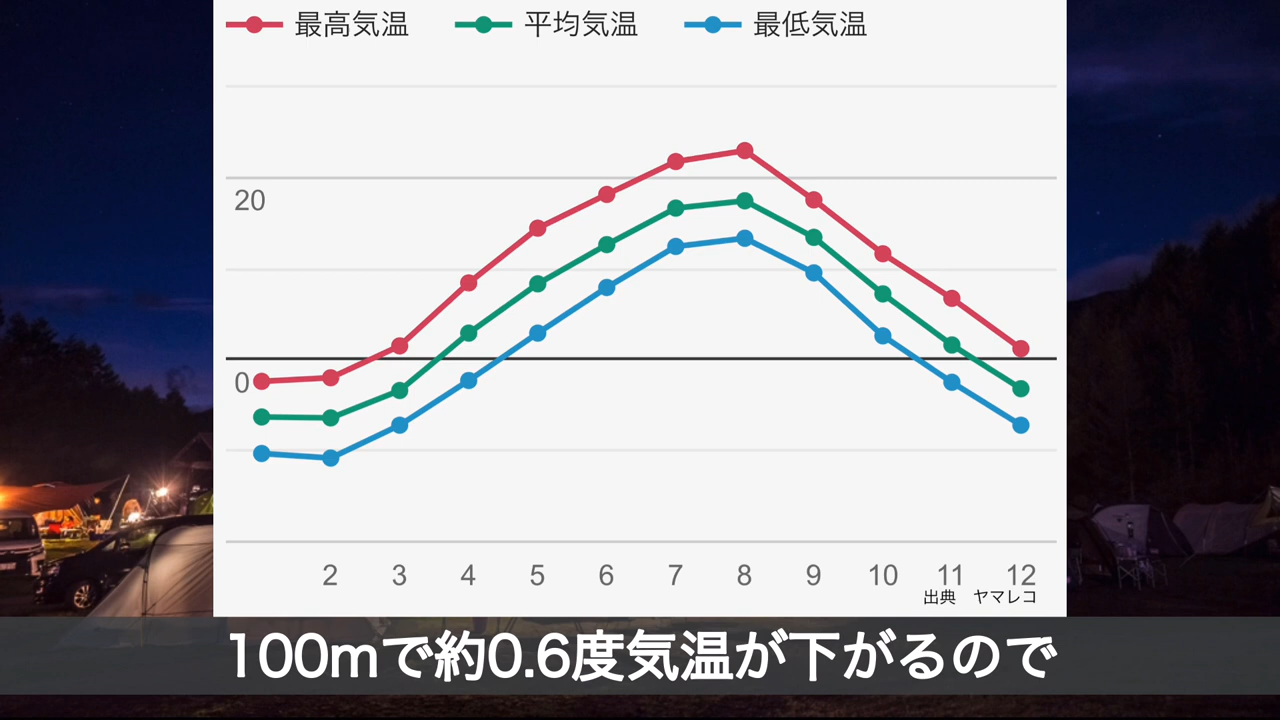 最高気温 平均気温 最低気温
20
0
2 3 4 5 6 7 8 9 10 11 12
出典 ヤマレコ
100mで約0.6度気温が下がるので